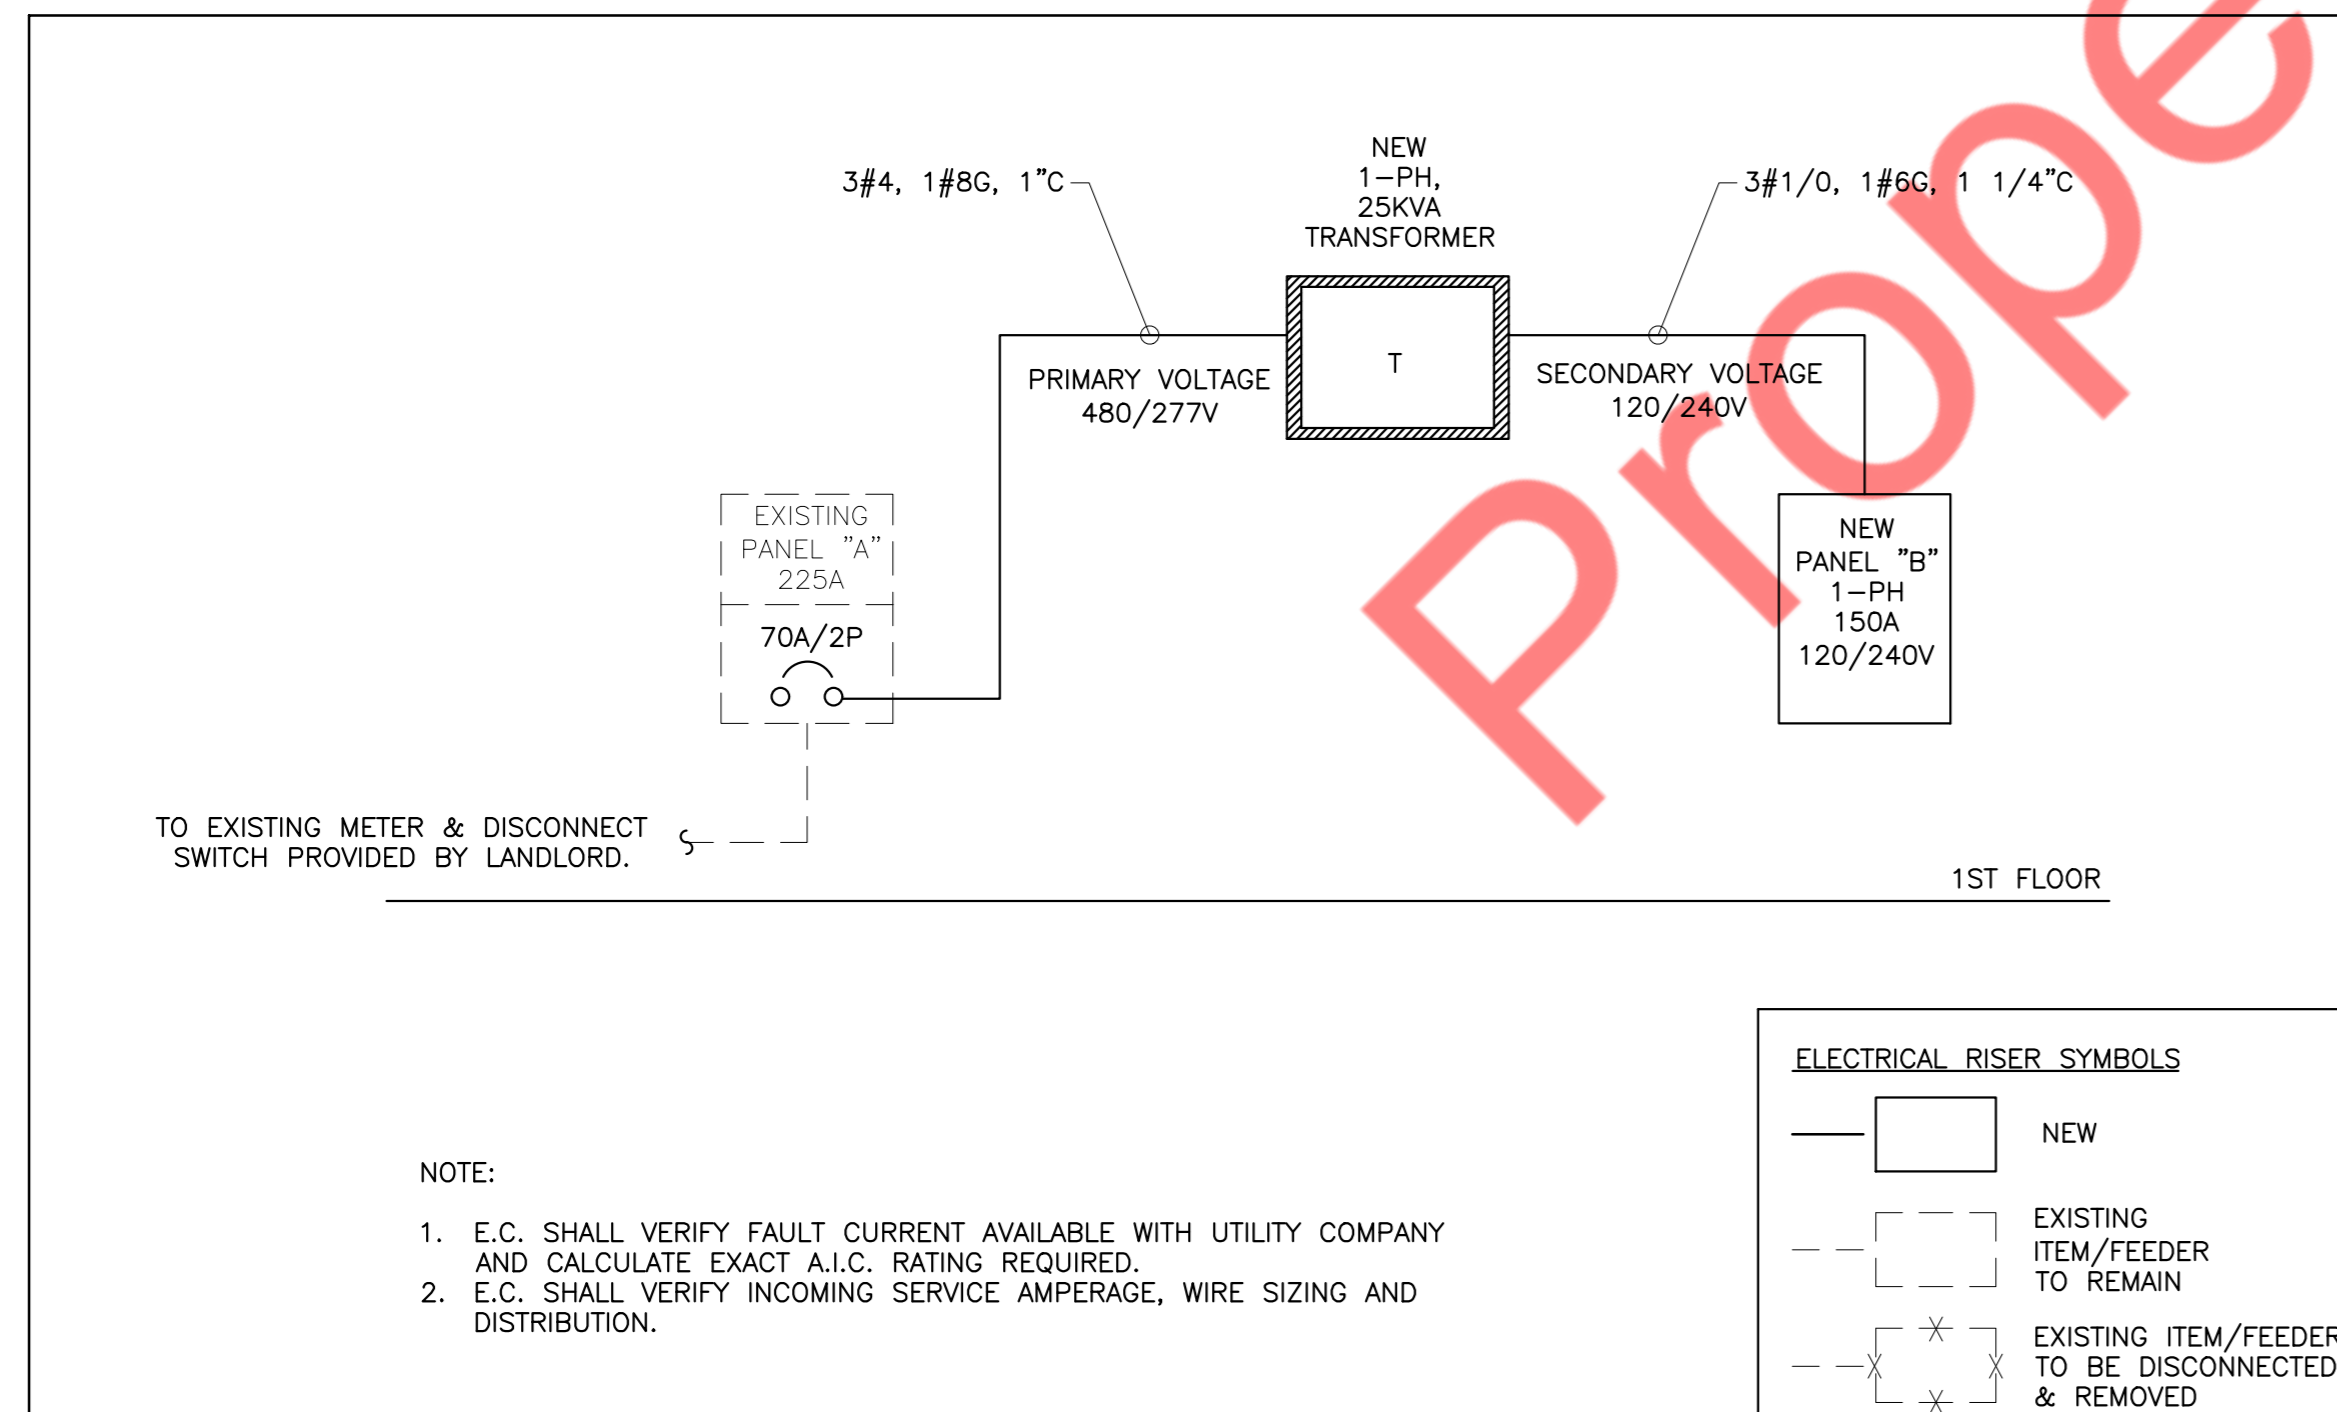 NEW
1-PH,
25KVA
TRANSFORMER
3#4, 1#8G, 1"C
3#1/0, 1#6G, 1 1/4"C
PRIMARY VOLTAGE
480/277V
T
SECONDARY VOLTAGE
120/240V
EXISTING
PANEL "A"
225A
70A/2P
NEW
PANEL "B"
1-PH
150A
120/240V
TO EXISTING METER & DISCONNECT
SWITCH PROVIDED BY LANDLORD.
1ST FLOOR
ELECTRICAL RISER SYMBOLS
NEW
EXISTING
ITEM/FEEDER
TO REMAIN
EXISTING ITEM/FEEDER
TO BE DISCONNECTED
& REMOVED
NOTE:
1. E.C. SHALL VERIFY FAULT CURRENT AVAILABLE WITH UTILITY COMPANY
AND CALCULATE EXACT A.I.C. RATING REQUIRED.
2. E.C. SHALL VERIFY INCOMING SERVICE AMPERAGE, WIRE SIZING AND
DISTRIBUTION.
Prope